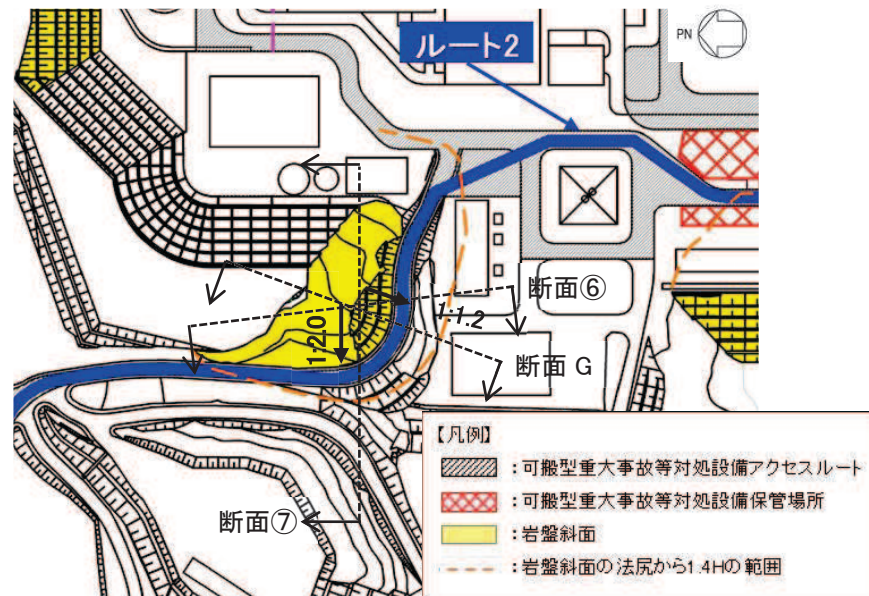 ルート2
PN
断面⑥
1:1.2
1:2.0
断面 G
断面⑦
【凡例】
：可搬型重大事故等対処設備アクセスルート
：可搬型重大事故等対処設備保管場所
：岩盤斜面
：岩盤斜面の法尻から1.4Hの範囲